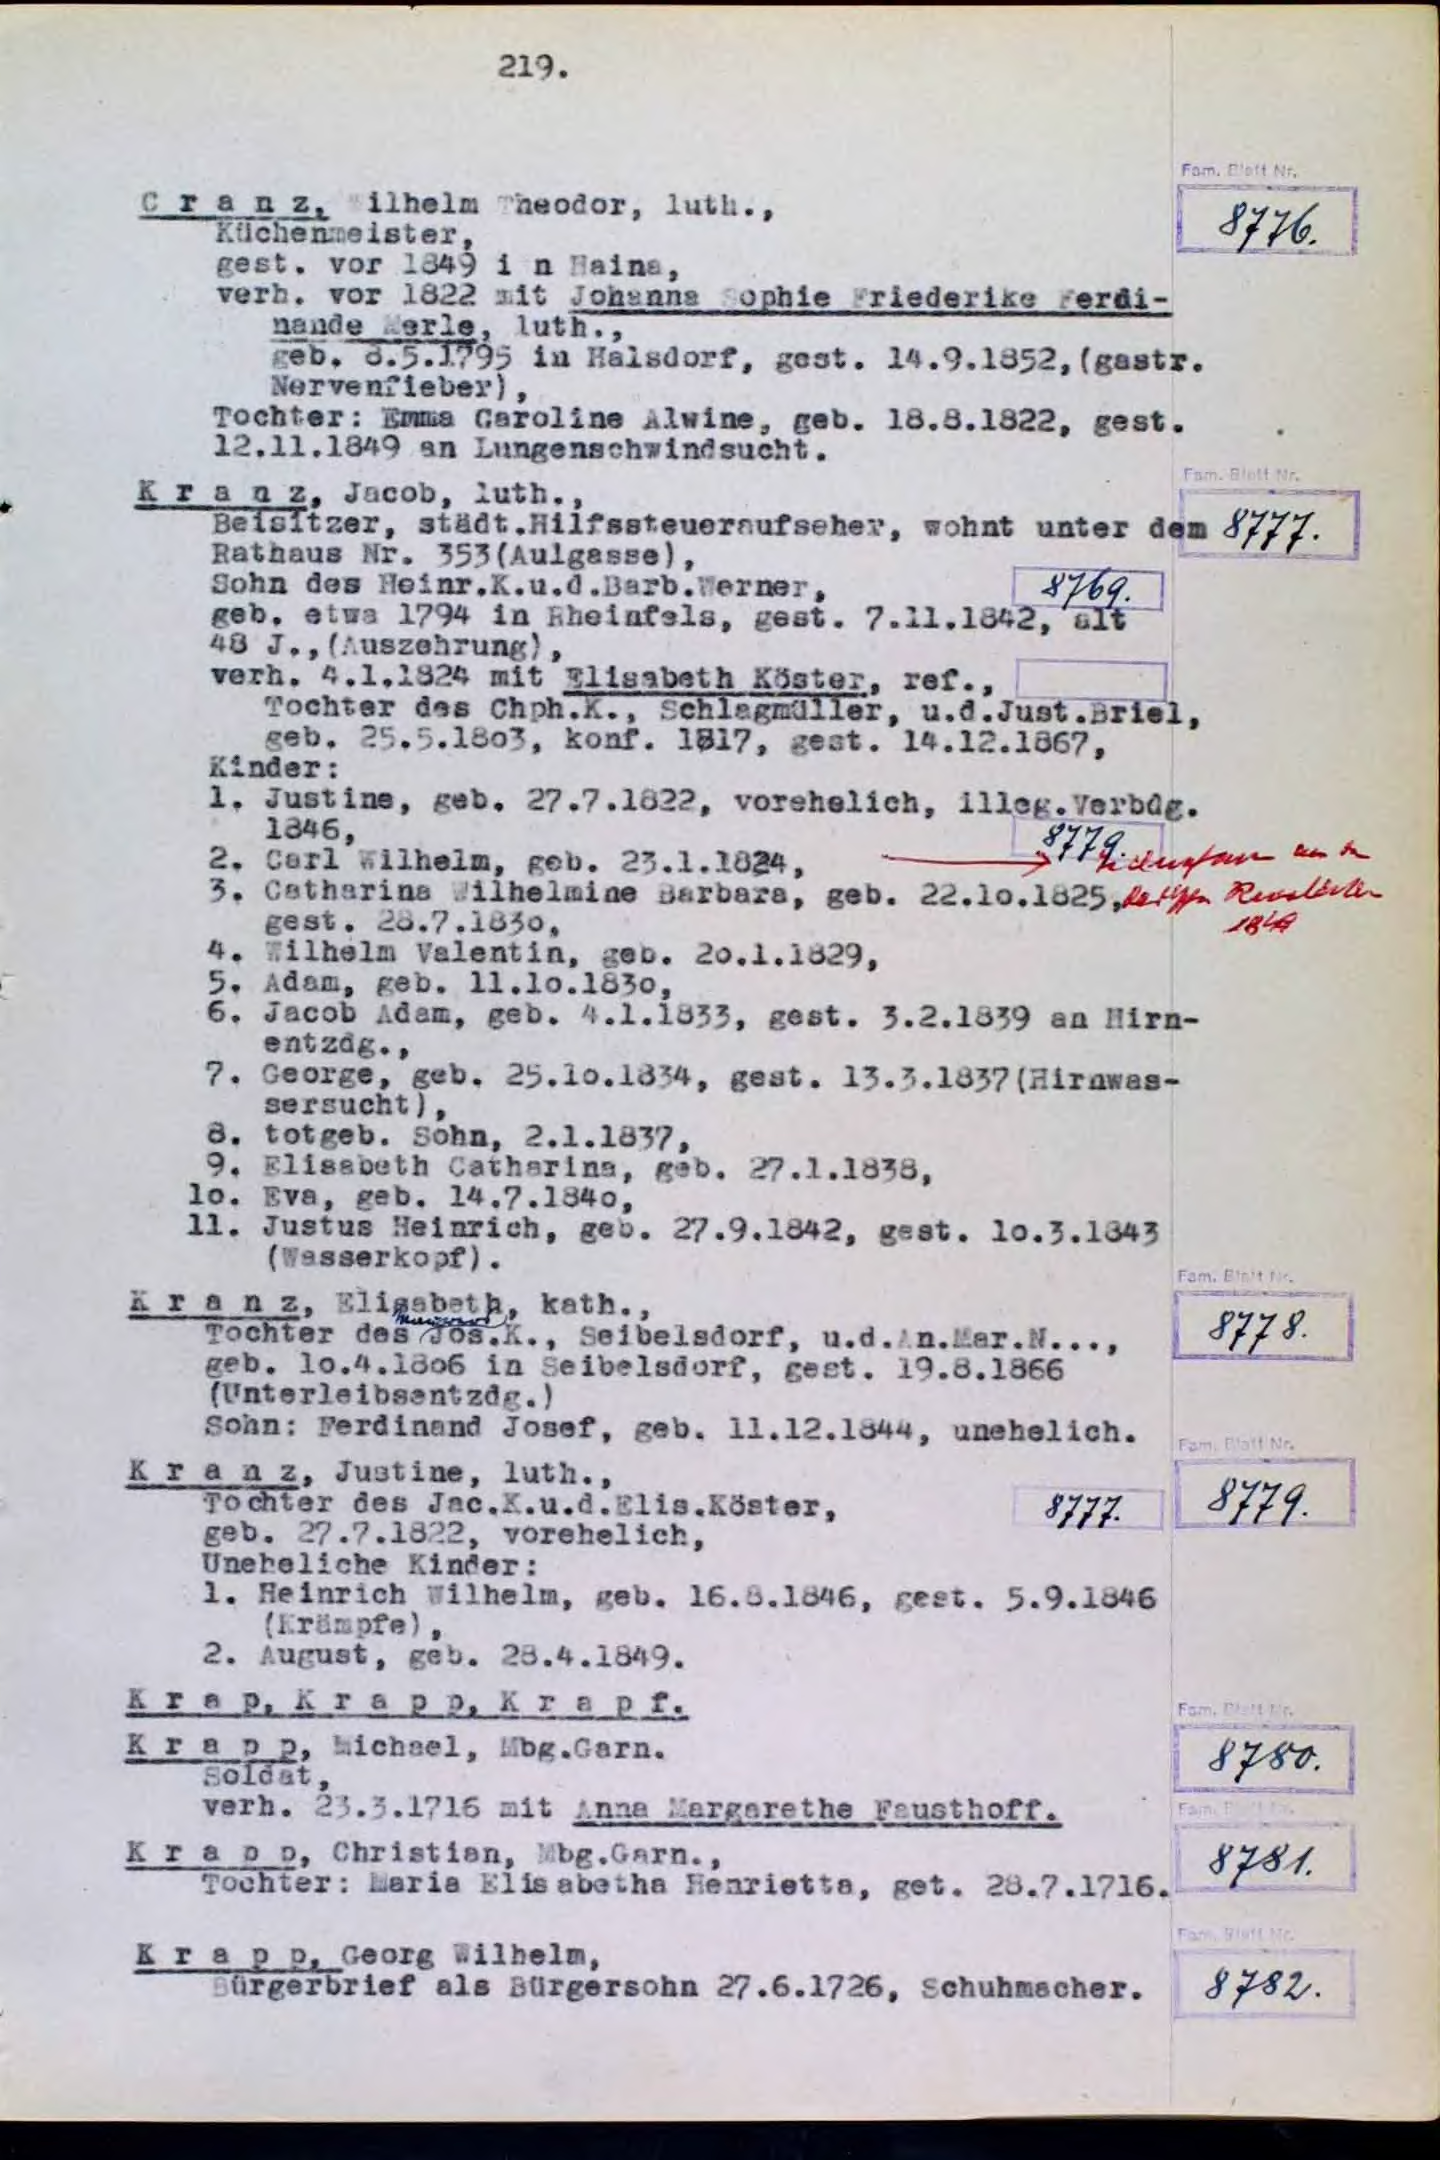 219.
Fam. Blatt Nr.
C r a n z, Wilhelm Theodor, luth.,
8776.
Küchenmeister,
gest. vor 1849 i n Haina,
verh. vor 1822 mit Johanna Sophie Friederike Ferdi-
nande Merle, luth.,
geb. 8.5.1795 in Halsdorf, gest. 14.9.1852,(gastr.
Nervenfieber),
Tochter: Emma Caroline Alwine, geb. 18.8.1822, gest.
12.11.1849 an Lungenschwindsucht.
Fam. Blatt Nr.
K r a n z, Jacob, luth.,
Beisitzer, städt.Hilfssteueraufseher, wohnt unter dem 8777.
Rathaus Nr. 353(Aulgasse),
Sohn des Heinr.K.u.d.Barb.Werner, 8769.
geb. etwa 1794 in Rheinfels, gest. 7.11.1842, alt
48 J.,(Auszehrung),
verh. 4.1.1824 mit Elisabeth Köster, ref.,
Tochter des Chph.K., Schlagmüller, u.d.Just.Briel,
geb. 25.5.18o3, konf. 1817, gest. 14.12.1867,
Kinder:
1. Justine, geb. 27.7.1822, vorehelich, illeg.Verbdg.
1846, 8779.
2. Carl Wilhelm, geb. 23.1.1824,
3. Catharina Wilhelmine Barbara, geb. 22.1o.1825, Revolution
gest. 28.7.183o,
4. Wilhelm Valentin, geb. 2o.1.1829,
5. Adam, geb. 11.1o.183o,
6. Jacob Adam, geb. 4.1.1833, gest. 3.2.1839 an Hirn-
entzdg.,
7. George, geb. 25.1o.1834, gest. 13.3.1837(Hirnwas-
sersucht),
8. totgeb. Sohn, 2.1.1837,
9. Elisabeth Catharina, geb. 27.1.1838,
1o. Eva, geb. 14.7.184o,
11. Justus Heinrich, geb. 27.9.1842, gest. 1o.3.1843
(Wasserkopf).
Fam. Blatt Nr.
K r a n z, Elisabeth, kath.,
8778.
Tochter des Jos.K., Seibelsdorf, u.d.An.Mar.N...,
geb. 1o.4.18o6 in Seibelsdorf, gest. 19.8.1866
(Unterleibsentzdg.)
Sohn: Ferdinand Josef, geb. 11.12.1844, unehelich.
Fam. Blatt Nr.
K r a n z, Justine, luth.,
Tochter des Jac.K.u.d.Elis.Köster, 8777. 8779.
geb. 27.7.1822, vorehelich,
Uneheliche Kinder:
1. Heinrich Wilhelm, geb. 16.8.1846, gest. 5.9.1846
(Krämpfe),
2. August, geb. 28.4.1849.
K r a p, K r a p p, K r a p f.
Fam. Blatt Nr.
K r a p p, Michael, Mbg.Garn.
8780.
Soldat,
verh. 23.3.1716 mit Anna Margarethe Fausthoff.
Fam. Blatt Nr.
K r a p p, Christian, Mbg.Garn.,
8781.
Tochter: Maria Elisabetha Henrietta, get. 28.7.1716.
Fam. Blatt Nr.
K r a p p, Georg Wilhelm,
Bürgerbrief als Bürgersohn 27.6.1726, Schuhmacher. 8782.